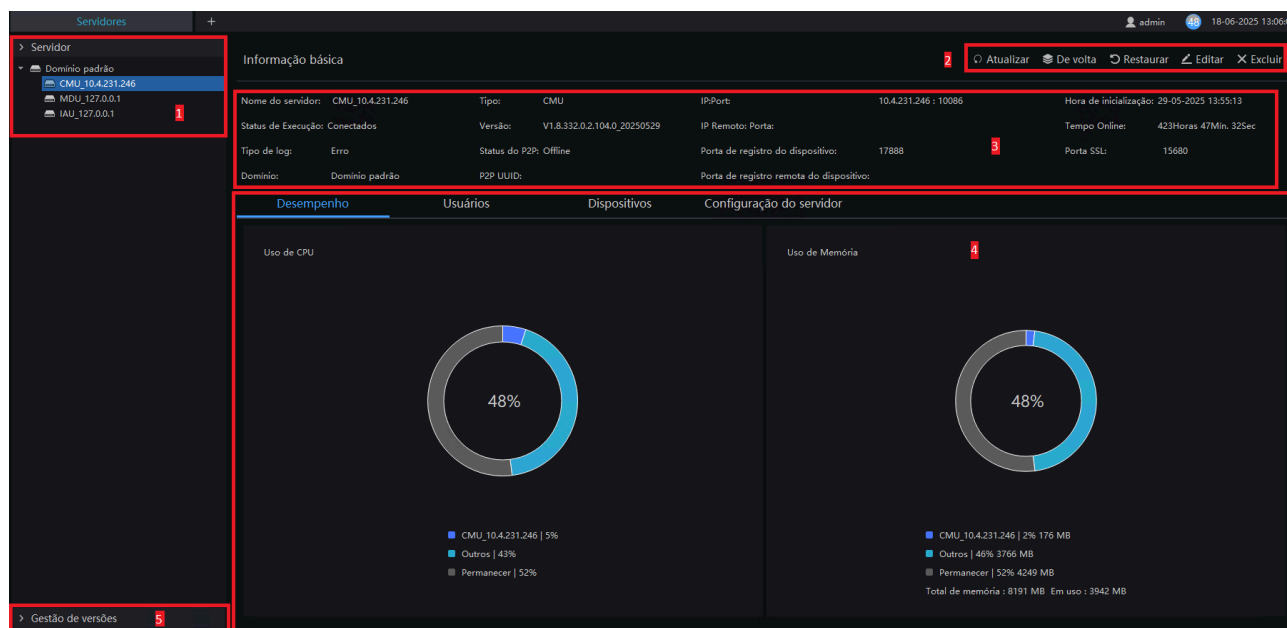 Servidores +
admin 48 18-06-2025 13:06:
> Servidor
Domínio padrão
CMU_10.4.231.246
MDU_127.0.0.1
IAU_127.0.0.1
1
Informação básica
2
Atualizar De volta Restaurar Editar Excluir
Nome do servidor: CMU_10.4.231.246 Tipo: CMU IP:Port: 10.4.231.246 : 10086 Hora de inicialização: 29-05-2025 13:55:13
Status de Execução: Conectados Versão: V1.8.332.0.2.104.0_20250529 IP Remoto: Porta: Tempo Online: 423Horas 47Min. 32Sec
Tipo de log: Erro Status do P2P: Offline Porta de registro do dispositivo: 17888 3 Porta SSL: 15680
Domínio: Domínio padrão P2P UUID: Porta de registro remota do dispositivo:
Desempenho Usuários Dispositivos Configuração do servidor
Uso de CPU
48%
CMU_10.4.231.246 | 5%
Outros | 43%
Permanecer | 52%
Uso de Memória
4
48%
CMU_10.4.231.246 | 2% 176 MB
Outros | 46% 3766 MB
Permanecer | 52% 4249 MB
Total de memória : 8191 MB Em uso : 3942 MB
> Gestão de versões 5